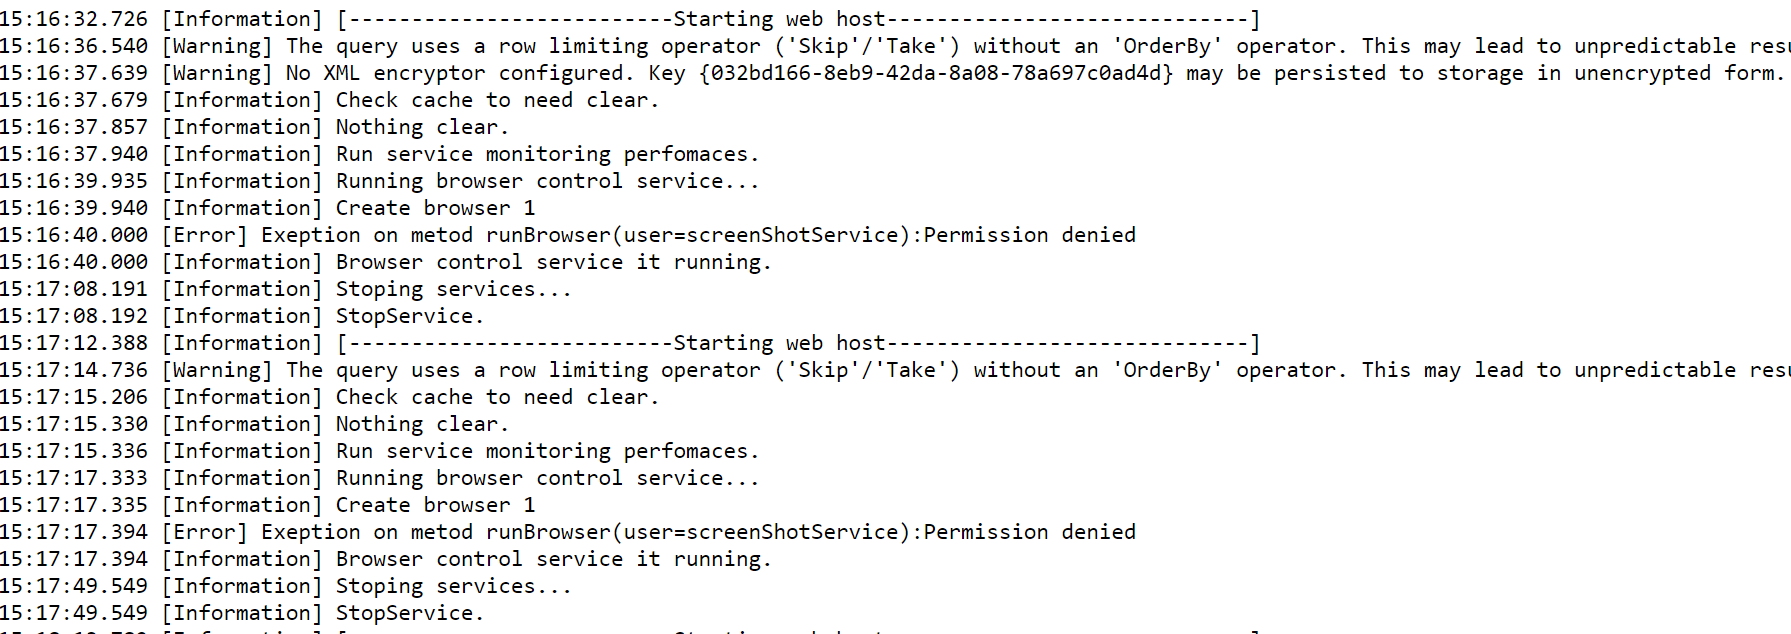 15:16:32.726 [Information] [--------------------------Starting web host-----------------------------]
15:16:36.540 [Warning] The query uses a row limiting operator ('Skip'/'Take') without an 'OrderBy' operator. This may lead to unpredictable resu
15:16:37.639 [Warning] No XML encryptor configured. Key {032bd166-8eb9-42da-8a08-78a697c0ad4d} may be persisted to storage in unencrypted form.
15:16:37.679 [Information] Check cache to need clear.
15:16:37.857 [Information] Nothing clear.
15:16:37.940 [Information] Run service monitoring perfomaces.
15:16:39.935 [Information] Running browser control service...
15:16:39.940 [Information] Create browser 1
15:16:40.000 [Error] Exeption on metod runBrowser(user=screenShotService):Permission denied
15:16:40.000 [Information] Browser control service it running.
15:17:08.191 [Information] Stoping services...
15:17:08.192 [Information] StopService.
15:17:12.388 [Information] [--------------------------Starting web host-----------------------------]
15:17:14.736 [Warning] The query uses a row limiting operator ('Skip'/'Take') without an 'OrderBy' operator. This may lead to unpredictable resu
15:17:15.206 [Information] Check cache to need clear.
15:17:15.330 [Information] Nothing clear.
15:17:15.336 [Information] Run service monitoring perfomaces.
15:17:17.333 [Information] Running browser control service...
15:17:17.335 [Information] Create browser 1
15:17:17.394 [Error] Exeption on metod runBrowser(user=screenShotService):Permission denied
15:17:17.394 [Information] Browser control service it running.
15:17:49.549 [Information] Stoping services...
15:17:49.549 [Information] StopService.